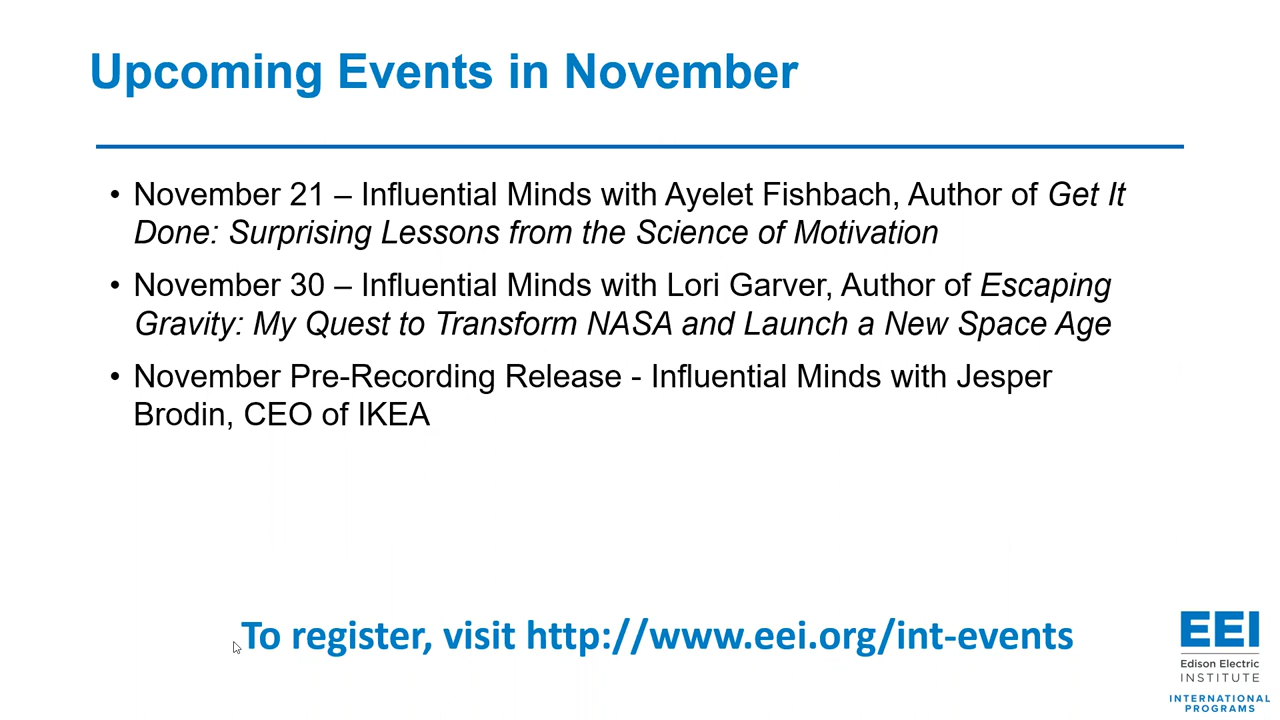 Upcoming Events in November
• November 21 – Influential Minds with Ayelet Fishbach, Author of Get It
Done: Surprising Lessons from the Science of Motivation
• November 30 – Influential Minds with Lori Garver, Author of Escaping
Gravity: My Quest to Transform NASA and Launch a New Space Age
• November Pre-Recording Release - Influential Minds with Jesper
Brodin, CEO of IKEA
To register, visit http://www.eei.org/int-events
EEI
Edison Electric
INSTITUTE
INTERNATIONAL
PROGRAMS